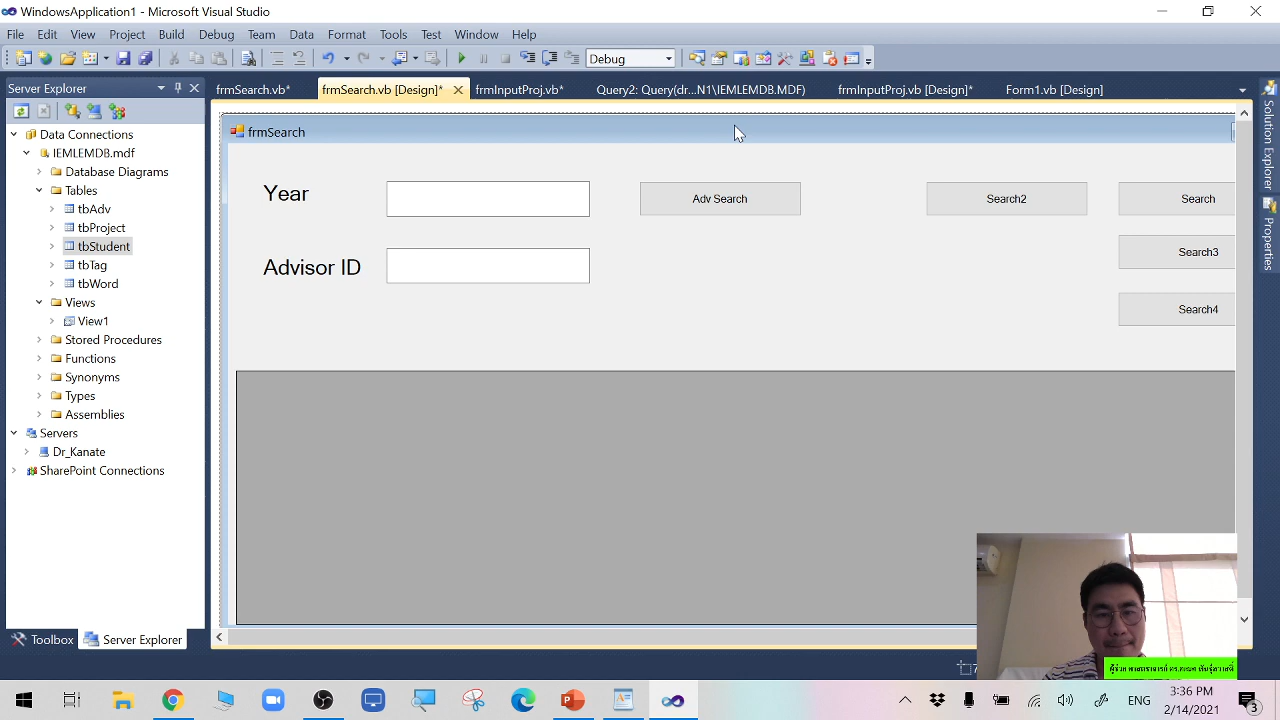 WindowsApplication1 - Microsoft Visual Studio
File Edit View Project Build Debug Team Data Format Tools Test Window Help
Debug
Server Explorer
frmSearch.vb* frmSearch.vb [Design]* frmInputProj.vb* Query2: Query(dr...N1\IEMLEMDB.MDF) frmInputProj.vb [Design]* Form1.vb [Design]
Data Connections
IEMLEMDB.mdf
Database Diagrams
Tables
tbAdv
tbProject
tbStudent
tbTag
tbWord
Views
View1
Stored Procedures
Functions
Synonyms
Types
Assemblies
Servers
Dr_Kanate
SharePoint Connections
Toolbox Server Explorer
frmSearch
Year Adv Search Search2 Search
Advisor ID Search3
Search4
Solution Explorer
Properties
ENG
3:36 PM
2/14/2021
3